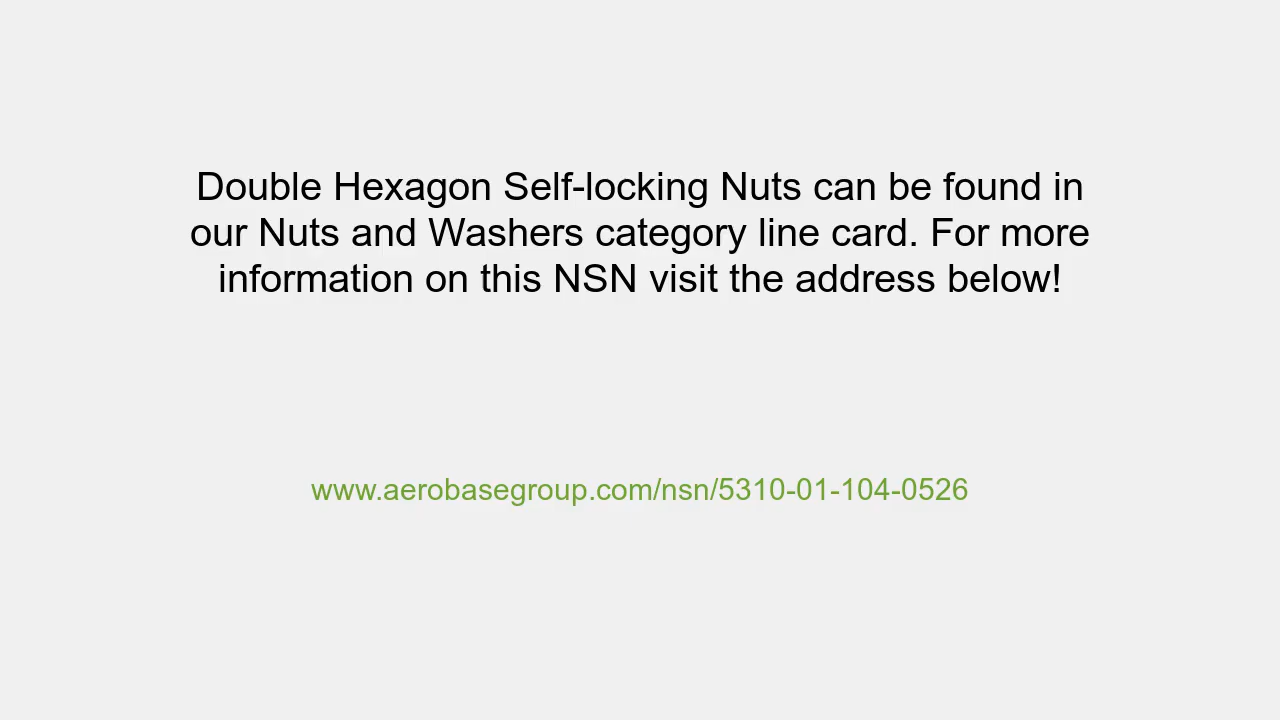 Double Hexagon Self-locking Nuts can be found in
our Nuts and Washers category line card. For more
information on this NSN visit the address below!
www.aerobasegroup.com/nsn/5310-01-104-0526